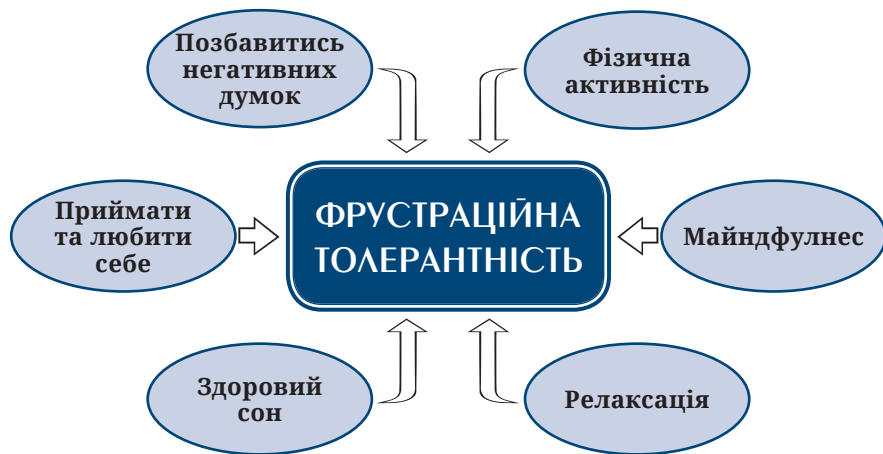 Позбавитись
негативних
думок
Фізична
активність
Приймати
та любити
себе
ФРУСТРАЦІЙНА
ТОЛЕРАНТНІСТЬ
Майндфулнес
Здоровий
сон
Релаксація